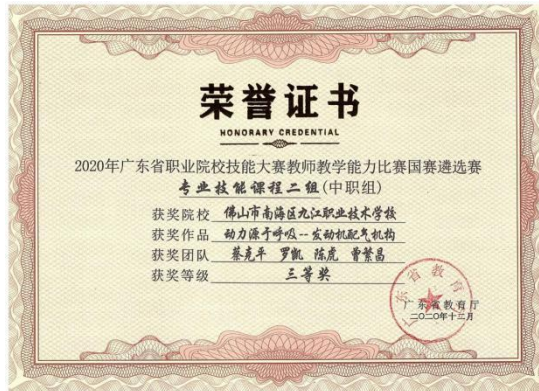 荣誉证书
HONORARY CREDENTIAL
2020年广东省职业院校技能大赛教师教学能力比赛国赛遴选赛
专业技能课程二组(中职组)
获奖院校 佛山市南海区九江职业技术学校
获奖作品 动力源于呼吸--发动机配气机构
获奖团队 蔡克平 罗凯 陈虎 曾繁昌
获奖等级 三等奖
广东省教育厅
二〇二〇年十二月